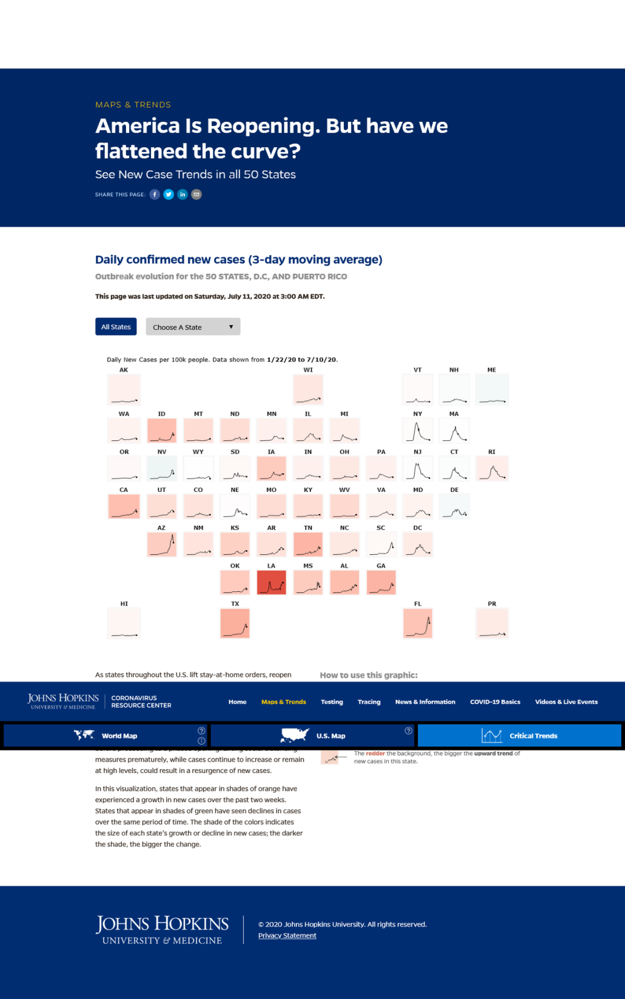 MAPS & TRENDS
America Is Reopening. But have we
flattened the curve?
See New Case Trends in all 50 States
SHARE THIS PAGE:
Daily confirmed new cases (3-day moving average)
Outbreak evolution for the 50 STATES, D.C, AND PUERTO RICO
This page was last updated on Saturday, July 11, 2020 at 3:00 AM EDT.
All States
Choose A State
Daily New Cases per 100k people. Data shown from 1/22/20 to 7/10/20.
AK WI VT NH ME
WA ID MT ND MN IL MI NY MA
OR NV WY SD IA IN OH PA NJ CT RI
CA UT CO NE MO KY WV VA MD DE
AZ NM KS AR TN NC SC DC
OK LA MS AL GA
HI TX FL PR
As states throughout the U.S. lift stay-at-home orders, reopen
How to use this graphic:
JOHNS HOPKINS
UNIVERSITY & MEDICINE
CORONAVIRUS
RESOURCE CENTER
Home Maps & Trends Testing Tracing News & Information COVID-19 Basics Videos & Live Events
World Map
U.S. Map
Critical Trends
measures prematurely, while cases continue to increase or remain
at high levels, could result in a resurgence of new cases.
The redder the background, the bigger the upward trend of
new cases in this state.
In this visualization, states that appear in shades of orange have
experienced a growth in new cases over the past two weeks.
States that appear in shades of green have seen declines in cases
over the same period of time. The shade of the colors indicates
the size of each state's growth or decline in new cases; the darker
the shade, the bigger the change.
JOHNS HOPKINS
UNIVERSITY & MEDICINE
© 2020 Johns Hopkins University. All rights reserved.
Privacy Statement